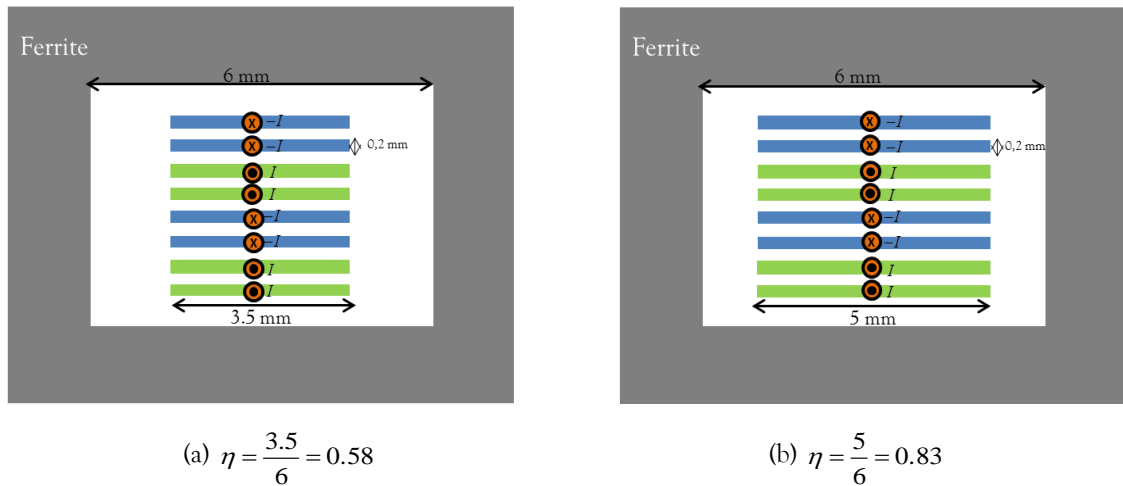 Ferrite
6 mm
X -I
X -I
0,2 mm
I
I
X -I
X -I
I
I
3.5 mm
(a) η = 3.5/6 = 0.58
Ferrite
6 mm
X -I
X -I
0,2 mm
I
I
X -I
X -I
I
I
5 mm
(b) η = 5/6 = 0.83